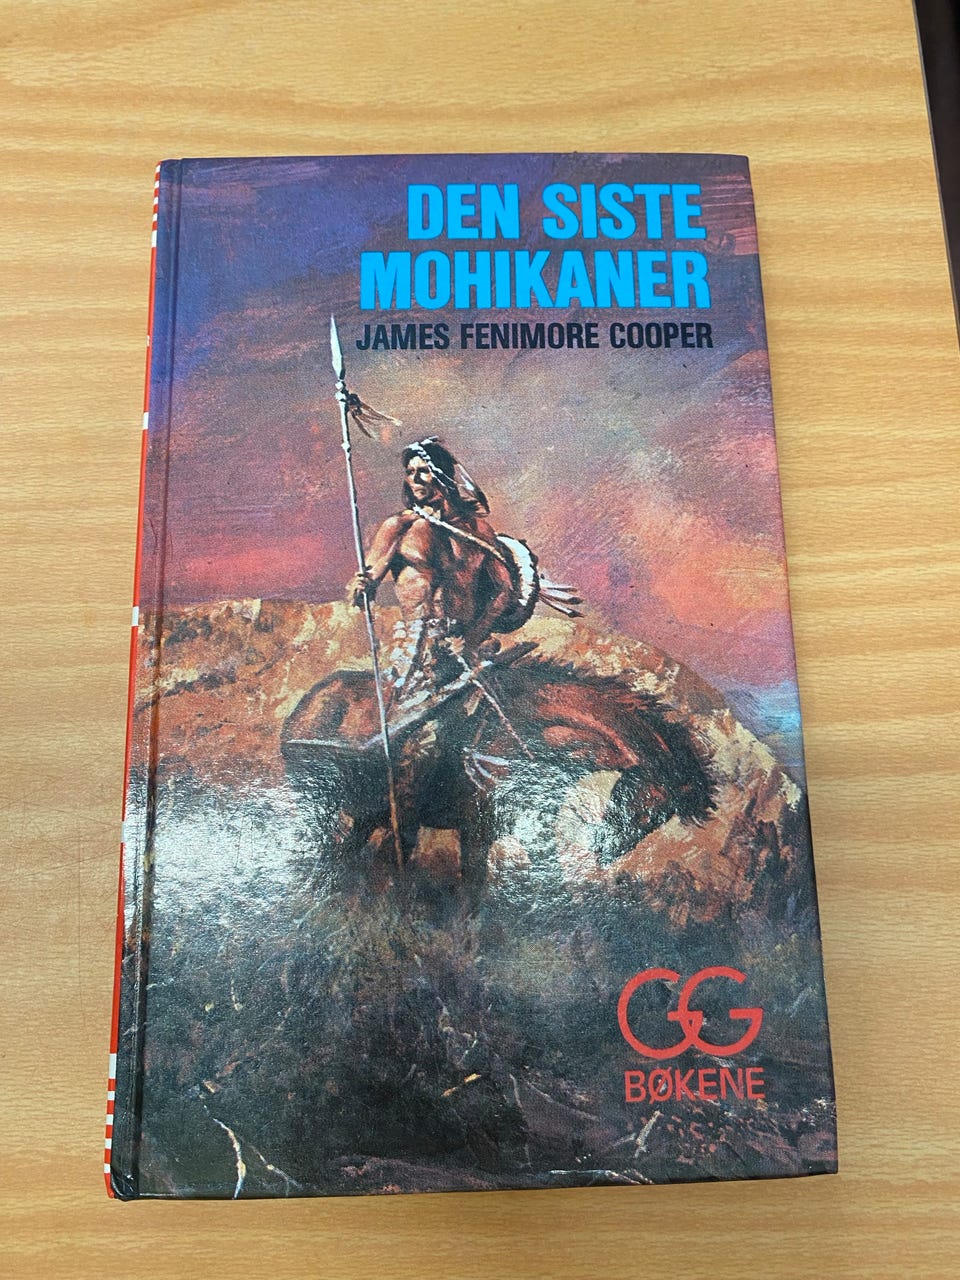 DEN SISTE
MOHIKANER
JAMES FENIMORE COOPER
GG
BØKENE